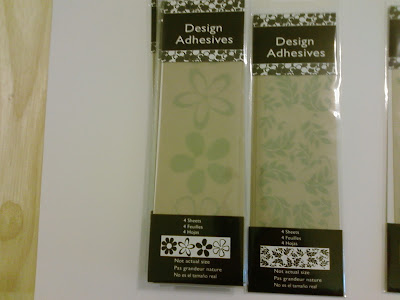 Design
Adhesives
4 Sheets
4 Feuilles
4 Hojas
Not actual size
Pas grandeur nature
No es el tamaño real
Design
Adhesives
4 Sheets
4 Feuilles
4 Hojas
Not actual size
Pas grandeur nature
No es el tamaño real